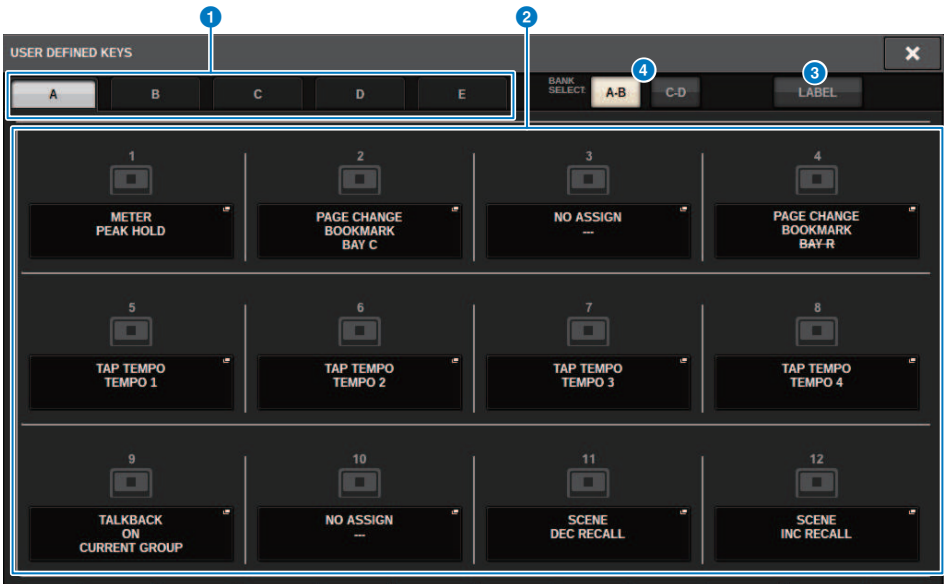 1
2
USER DEFINED KEYS
×
4
3
A B C D E
BANK
SELECT:
A-B C-D
LABEL
1 2 3 4
METER
PEAK HOLD
PAGE CHANGE
BOOKMARK
BAY C
NO ASSIGN
---
PAGE CHANGE
BOOKMARK
BAY R
5 6 7 8
TAP TEMPO
TEMPO 1
TAP TEMPO
TEMPO 2
TAP TEMPO
TEMPO 3
TAP TEMPO
TEMPO 4
9 10 11 12
TALKBACK
ON
CURRENT GROUP
NO ASSIGN
---
SCENE
DEC RECALL
SCENE
INC RECALL